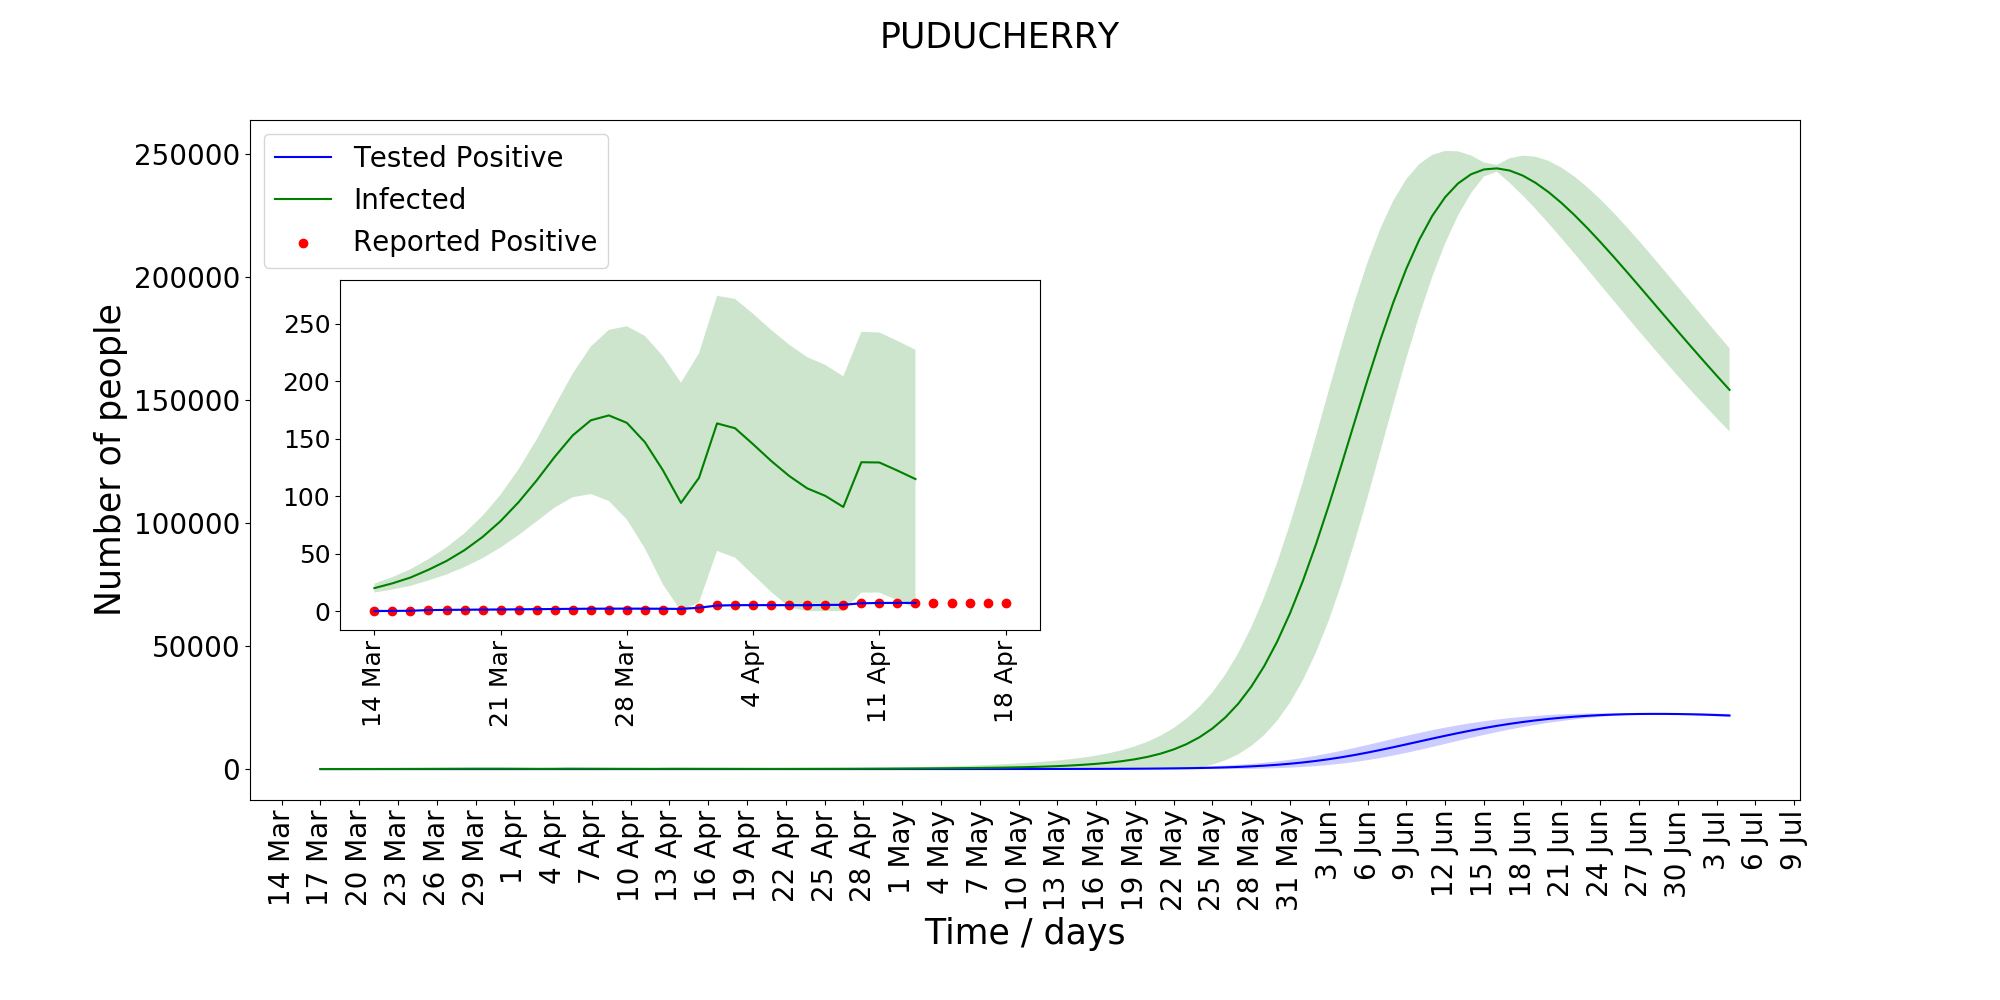 PUDUCHERRY
Tested Positive
Infected
Reported Positive
Number of people
250000
200000
150000
100000
50000
0
250
200
150
100
50
0
14 Mar
21 Mar
28 Mar
4 Apr
11 Apr
18 Apr
14 Mar
17 Mar
20 Mar
23 Mar
26 Mar
29 Mar
1 Apr
4 Apr
7 Apr
10 Apr
13 Apr
16 Apr
19 Apr
22 Apr
25 Apr
28 Apr
1 May
4 May
7 May
10 May
13 May
16 May
19 May
22 May
25 May
28 May
31 May
3 Jun
6 Jun
9 Jun
12 Jun
15 Jun
18 Jun
21 Jun
24 Jun
27 Jun
30 Jun
3 Jul
6 Jul
9 Jul
Time / days